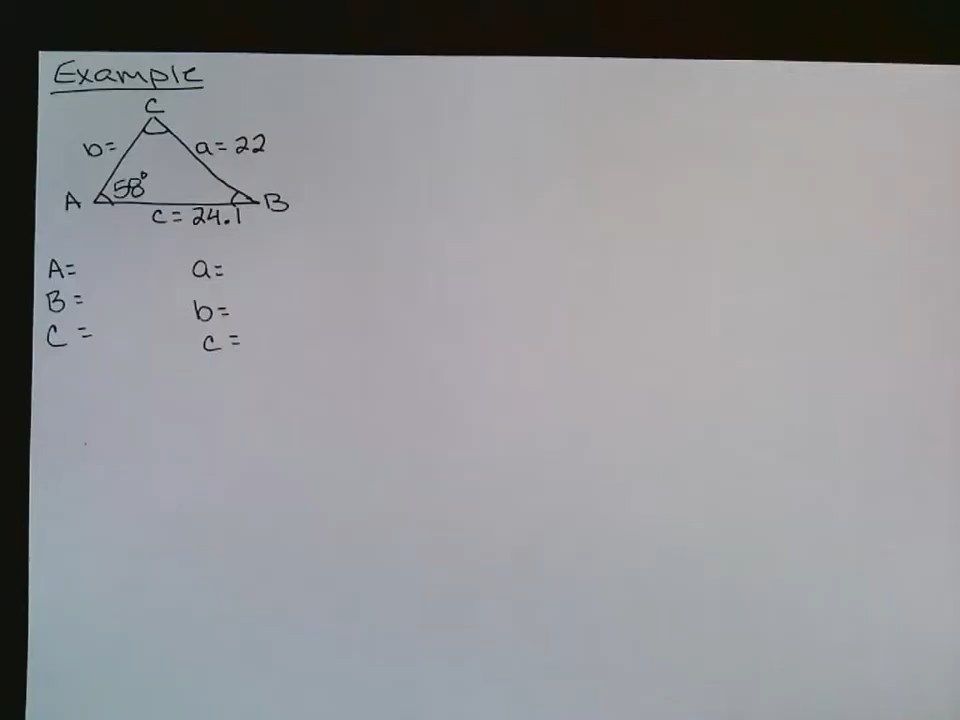 Example
C
b= a=22
A 58° B
c=24.1
A= a=
B= b=
C= c=